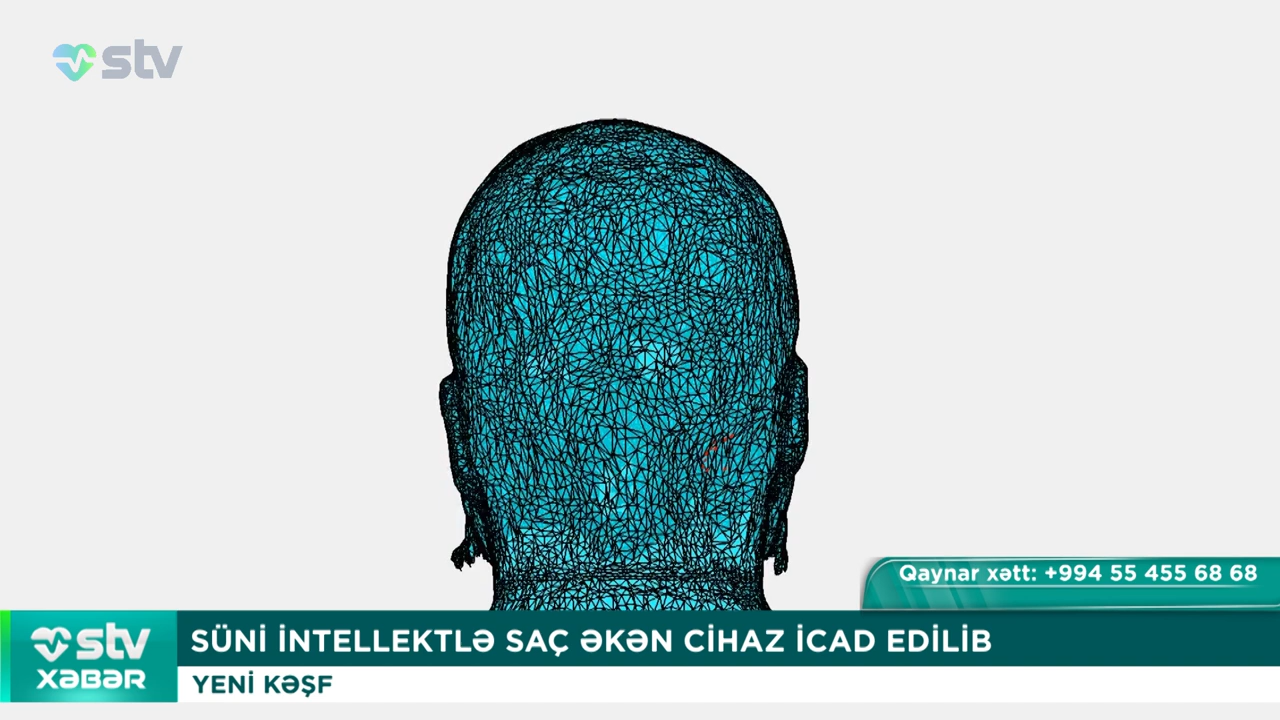 stv
Qaynar xətt: +994 55 455 68 68
stv
XƏBƏR
SÜNİ İNTELLEKTLƏ SAÇ ƏKƏN CİHAZ İCAD EDİLİB
YENİ KƏŞF